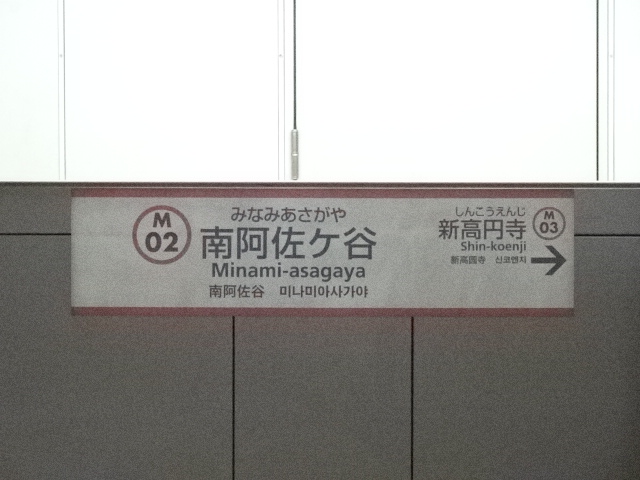 M
02
みなみあさがや
南阿佐ケ谷
Minami-asagaya
南阿佐谷 미나미아사가야
しんこうえんじ
新高円寺
Shin-koenji
新高圓寺 신코엔지
M
03